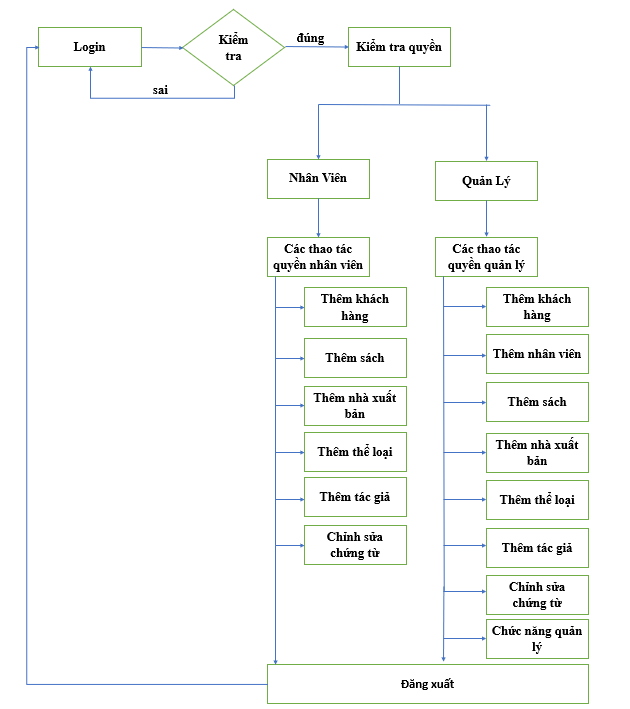 Login
Kiểm
tra
đúng
Kiểm tra quyền
sai
Nhân Viên
Quản Lý
Các thao tác
quyền nhân viên
Các thao tác
quyền quản lý
Thêm khách
hàng
Thêm sách
Thêm nhà xuất
bản
Thêm thể loại
Thêm tác giả
Chỉnh sửa
chứng từ
Thêm khách
hàng
Thêm nhân viên
Thêm sách
Thêm nhà xuất
bản
Thêm thể loại
Thêm tác giả
Chỉnh sửa
chứng từ
Chức năng quản
lý
Đăng xuất